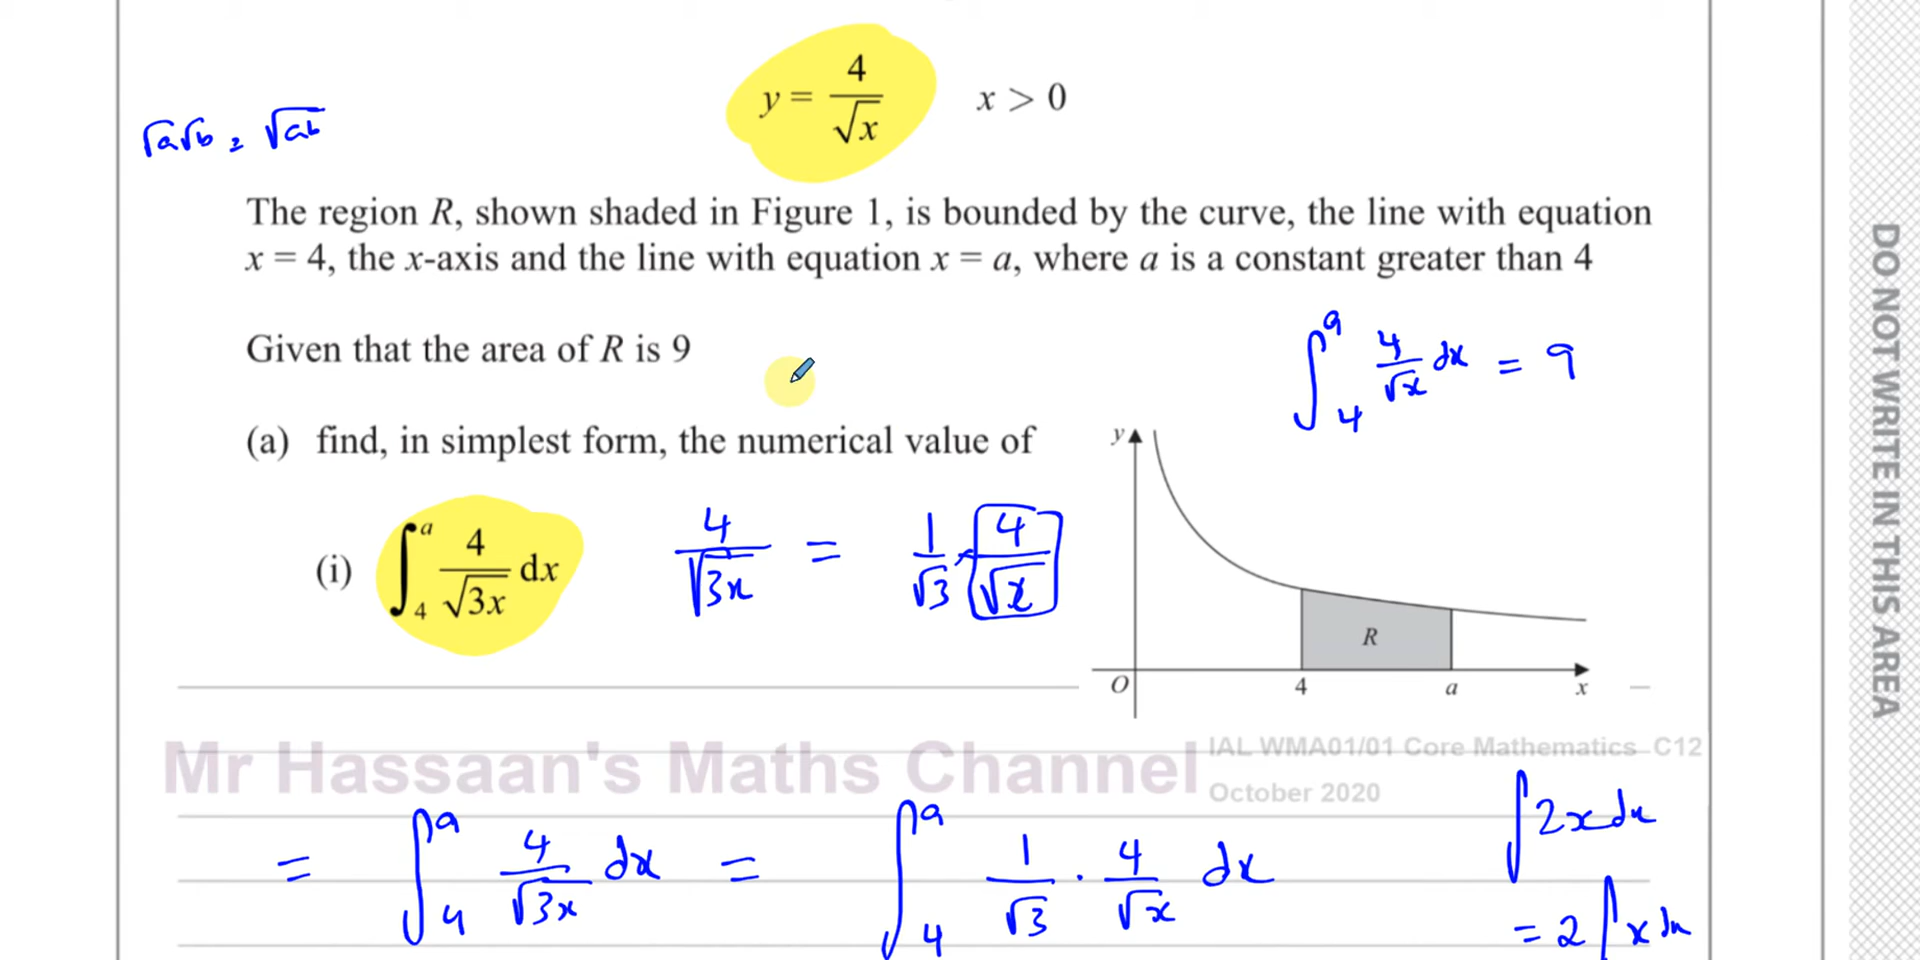 y = 4/√x    x > 0
√a√b = √ab
The region R, shown shaded in Figure 1, is bounded by the curve, the line with equation
x = 4, the x-axis and the line with equation x = a, where a is a constant greater than 4
Given that the area of R is 9
∫₄ᵃ 4/√x dx = 9
(a) find, in simplest form, the numerical value of
(i) ∫₄ᵃ 4/√3x dx
4/√3x = 1/√3 · 4/√x
y
R
O 4 a x
Mr Hassaan's Maths Channel
IAL WMA01/01 Core Mathematics C12
October 2020
= ∫₄ᵃ 4/√3x dx = ∫₄ᵃ 1/√3 · 4/√x dx
∫2x dx
= 2∫x dx
DO NOT WRITE IN THIS AREA